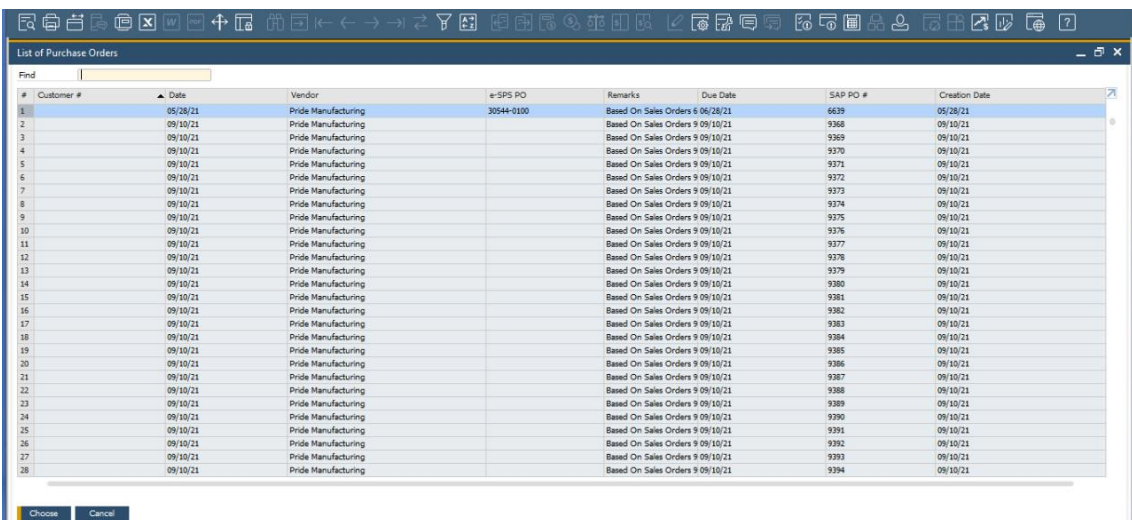 List of Purchase Orders
Find
# Customer # Date Vendor e-SPS PO Remarks Due Date SAP PO # Creation Date
1 05/28/21 Pride Manufacturing 30544-0100 Based On Sales Orders 6 06/28/21 6639 05/28/21
2 09/10/21 Pride Manufacturing Based On Sales Orders 9 09/10/21 9368 09/10/21
3 09/10/21 Pride Manufacturing Based On Sales Orders 9 09/10/21 9369 09/10/21
4 09/10/21 Pride Manufacturing Based On Sales Orders 9 09/10/21 9370 09/10/21
5 09/10/21 Pride Manufacturing Based On Sales Orders 9 09/10/21 9371 09/10/21
6 09/10/21 Pride Manufacturing Based On Sales Orders 9 09/10/21 9372 09/10/21
7 09/10/21 Pride Manufacturing Based On Sales Orders 9 09/10/21 9373 09/10/21
8 09/10/21 Pride Manufacturing Based On Sales Orders 9 09/10/21 9374 09/10/21
9 09/10/21 Pride Manufacturing Based On Sales Orders 9 09/10/21 9375 09/10/21
10 09/10/21 Pride Manufacturing Based On Sales Orders 9 09/10/21 9376 09/10/21
11 09/10/21 Pride Manufacturing Based On Sales Orders 9 09/10/21 9377 09/10/21
12 09/10/21 Pride Manufacturing Based On Sales Orders 9 09/10/21 9378 09/10/21
13 09/10/21 Pride Manufacturing Based On Sales Orders 9 09/10/21 9379 09/10/21
14 09/10/21 Pride Manufacturing Based On Sales Orders 9 09/10/21 9380 09/10/21
15 09/10/21 Pride Manufacturing Based On Sales Orders 9 09/10/21 9381 09/10/21
16 09/10/21 Pride Manufacturing Based On Sales Orders 9 09/10/21 9382 09/10/21
17 09/10/21 Pride Manufacturing Based On Sales Orders 9 09/10/21 9383 09/10/21
18 09/10/21 Pride Manufacturing Based On Sales Orders 9 09/10/21 9384 09/10/21
19 09/10/21 Pride Manufacturing Based On Sales Orders 9 09/10/21 9385 09/10/21
20 09/10/21 Pride Manufacturing Based On Sales Orders 9 09/10/21 9386 09/10/21
21 09/10/21 Pride Manufacturing Based On Sales Orders 9 09/10/21 9387 09/10/21
22 09/10/21 Pride Manufacturing Based On Sales Orders 9 09/10/21 9388 09/10/21
23 09/10/21 Pride Manufacturing Based On Sales Orders 9 09/10/21 9389 09/10/21
24 09/10/21 Pride Manufacturing Based On Sales Orders 9 09/10/21 9390 09/10/21
25 09/10/21 Pride Manufacturing Based On Sales Orders 9 09/10/21 9391 09/10/21
26 09/10/21 Pride Manufacturing Based On Sales Orders 9 09/10/21 9392 09/10/21
27 09/10/21 Pride Manufacturing Based On Sales Orders 9 09/10/21 9393 09/10/21
28 09/10/21 Pride Manufacturing Based On Sales Orders 9 09/10/21 9394 09/10/21
Choose Cancel